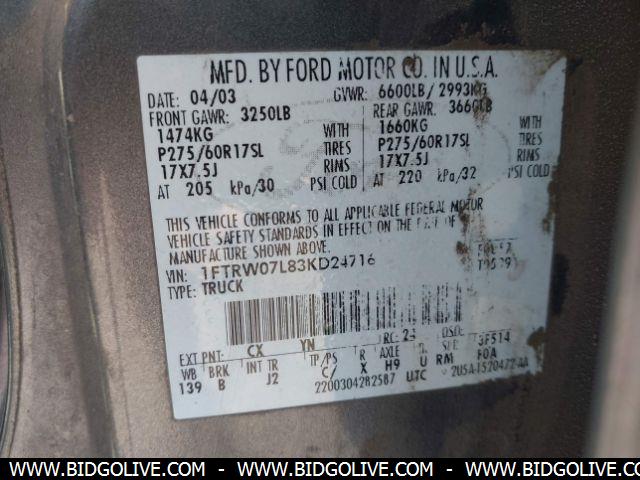 MFD. BY FORD MOTOR CO. IN U.S.A.
DATE: 04/03 GVWR: 6600LB/ 2993KG
FRONT GAWR: 3250LB REAR GAWR: 3660LB
1474KG WITH 1660KG WITH
P275/60R17SL TIRES P275/60R17SL TIRES
17X7.5J RIMS 17X7.5J RIMS
AT 205 kPa/30 PSI COLD AT 220 kPa/32 PSI COLD
THIS VEHICLE CONFORMS TO ALL APPLICABLE FEDERAL MOTOR
VEHICLE SAFETY STANDARDS IN EFFECT ON THE DATE OF
MANUFACTURE SHOWN ABOVE.
VIN: 1FTRW07L83KD24716
TYPE: TRUCK
EXT PNT: CX YN RC: 24 DSO:
WB BRK INT TR TP/PS R AXLE
139 B J2 C/ X H9 U RM
3F514
FOA
2200304282587 UTC 2U5A-1520472-AA
WWW.BIDGOLIVE.COM - WWW.BIDGOLIVE.COM - WWW.BIDGOLIVE.COM